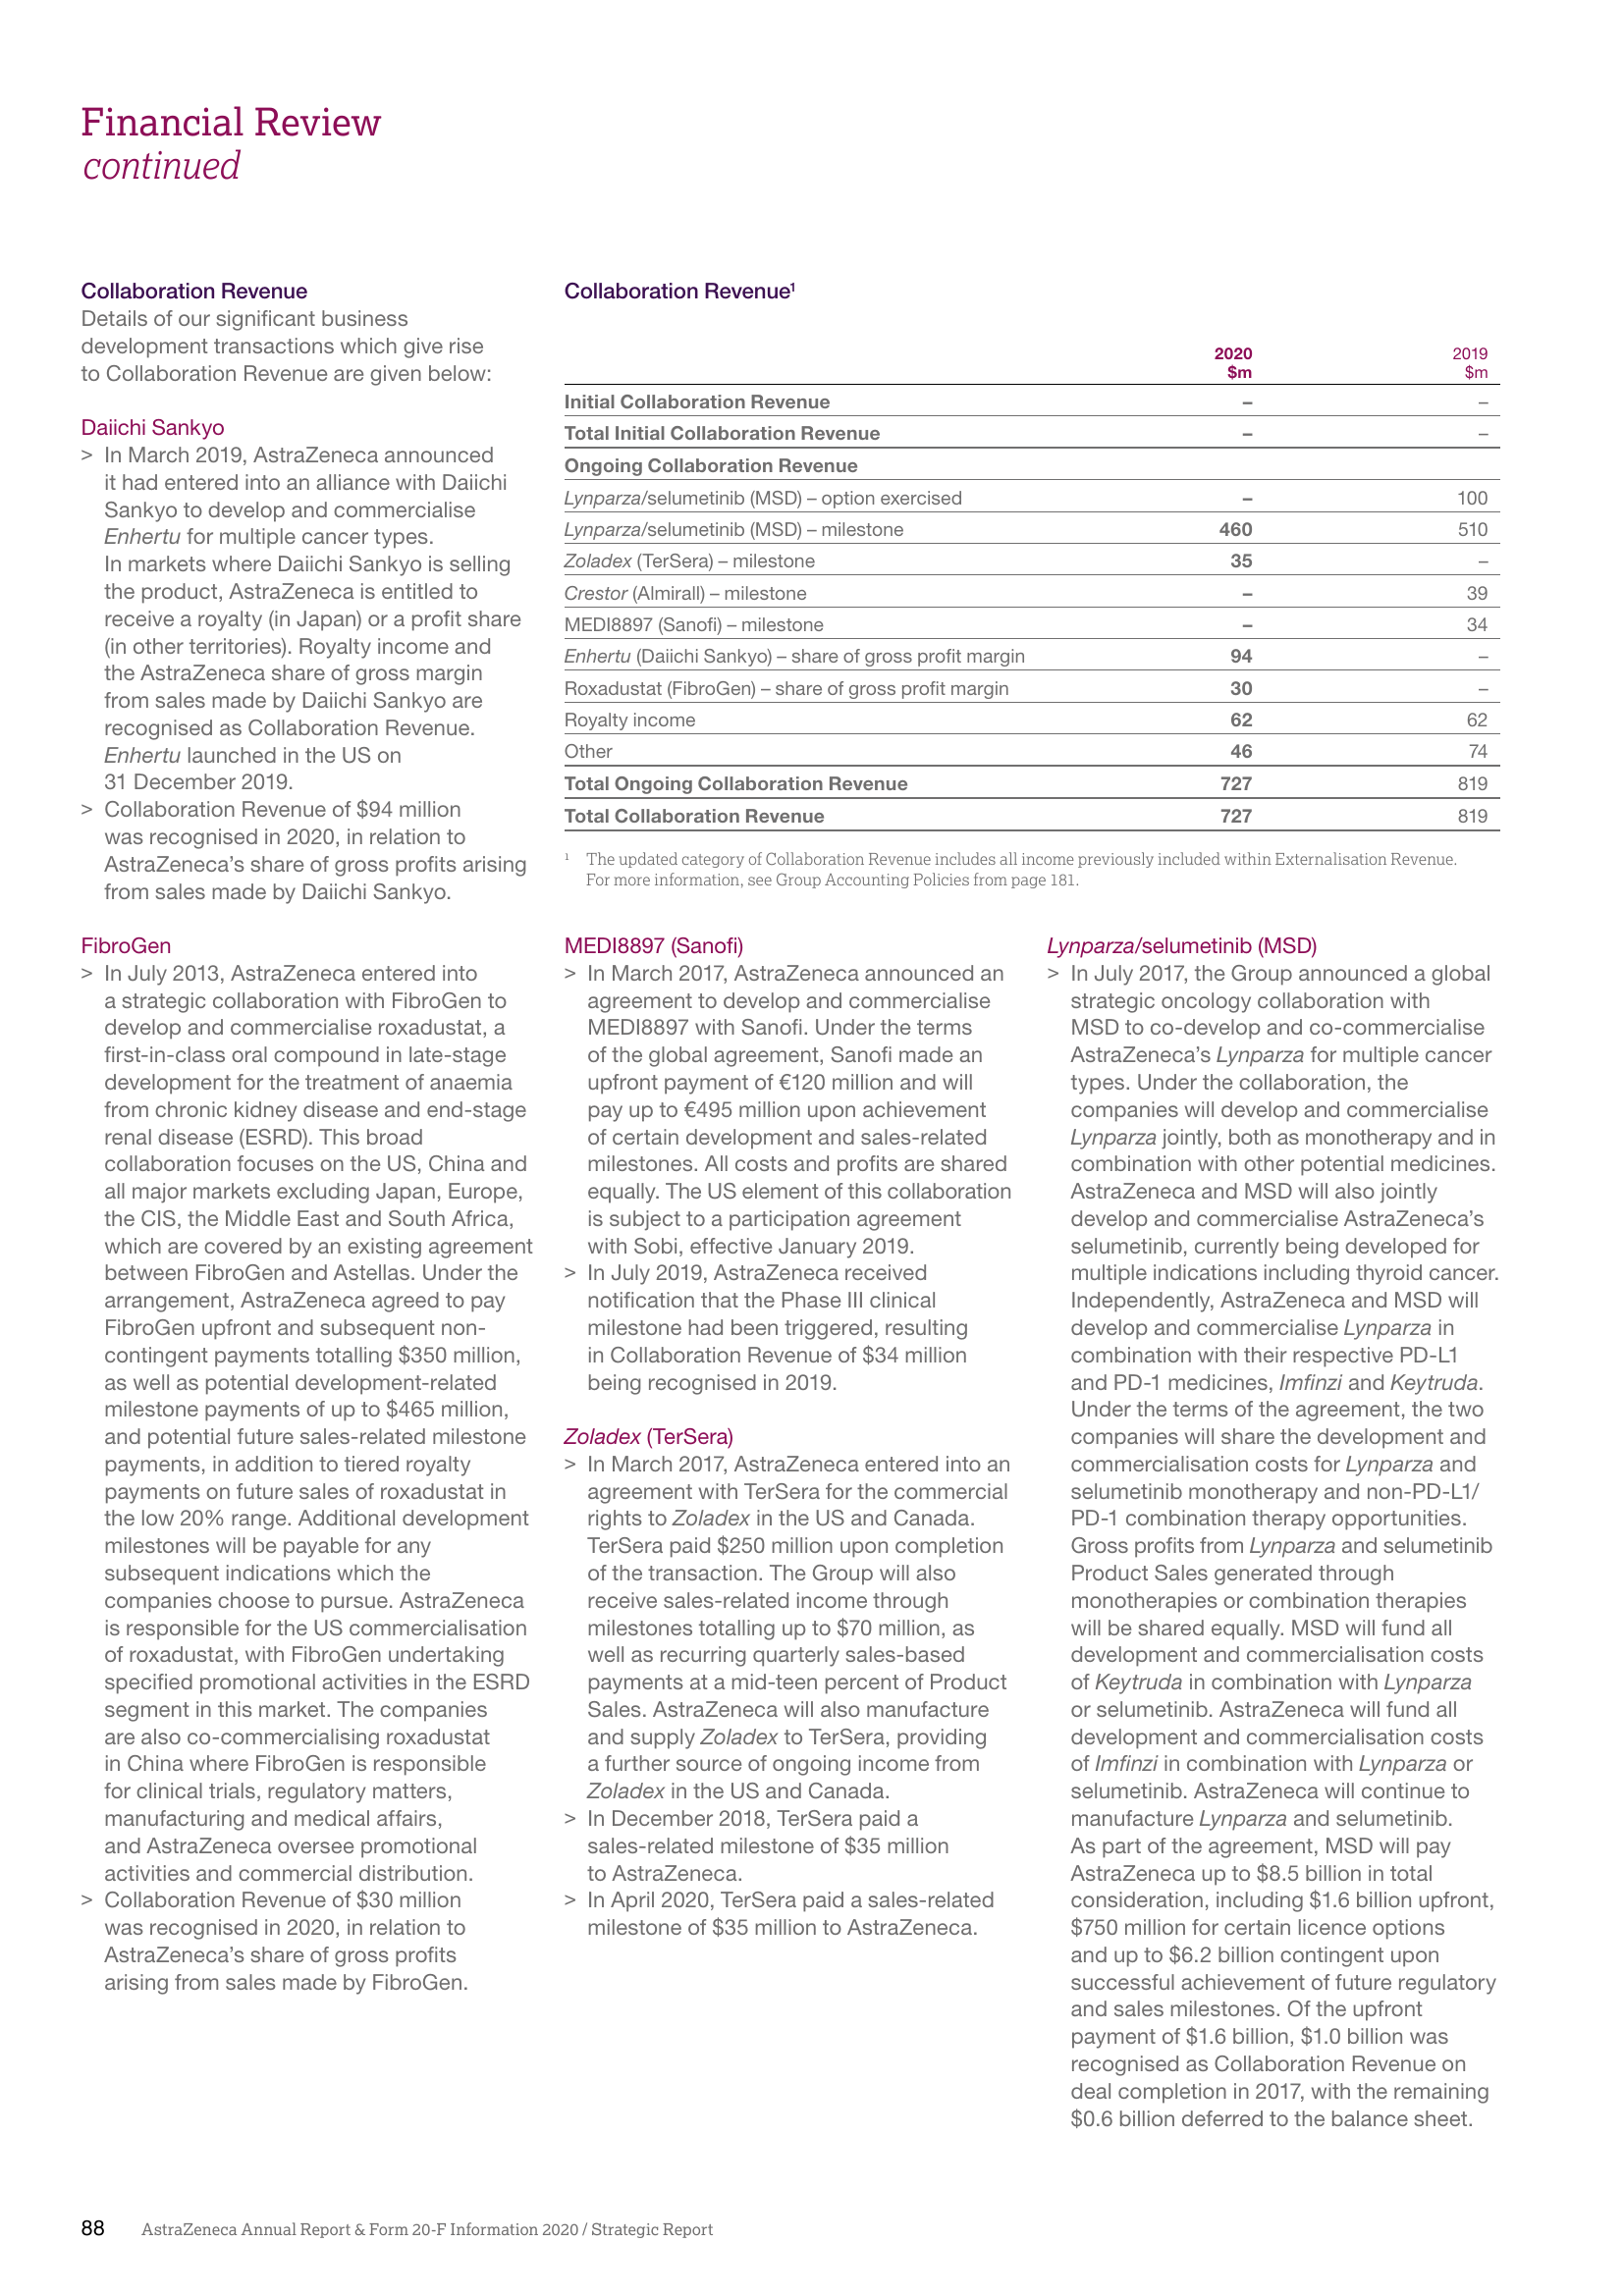 Financial Review
continued
Collaboration Revenue
Details of our significant business
development transactions which give rise
to Collaboration Revenue are given below:
Daiichi Sankyo
> In March 2019, AstraZeneca announced
it had entered into an alliance with Daiichi
Sankyo to develop and commercialise
Enhertu for multiple cancer types.
In markets where Daiichi Sankyo is selling
the product, AstraZeneca is entitled to
receive a royalty (in Japan) or a profit share
(in other territories). Royalty income and
the AstraZeneca share of gross margin
from sales made by Daiichi Sankyo are
recognised as Collaboration Revenue.
Enhertu launched in the US on
31 December 2019.
> Collaboration Revenue of $94 million
was recognised in 2020, in relation to
AstraZeneca's share of gross profits arising
from sales made by Daiichi Sankyo.
Collaboration Revenue¹
2020 2019
$m $m
Initial Collaboration Revenue – –
Total Initial Collaboration Revenue – –
Ongoing Collaboration Revenue
Lynparza/selumetinib (MSD) – option exercised – 100
Lynparza/selumetinib (MSD) – milestone 460 510
Zoladex (TerSera) – milestone 35 –
Crestor (Almirall) – milestone – 39
MEDI8897 (Sanofi) – milestone – 34
Enhertu (Daiichi Sankyo) – share of gross profit margin 94 –
Roxadustat (FibroGen) – share of gross profit margin 30 –
Royalty income 62 62
Other 46 74
Total Ongoing Collaboration Revenue 727 819
Total Collaboration Revenue 727 819
¹ The updated category of Collaboration Revenue includes all income previously included within Externalisation Revenue.
For more information, see Group Accounting Policies from page 181.
FibroGen
> In July 2013, AstraZeneca entered into
a strategic collaboration with FibroGen to
develop and commercialise roxadustat, a
first-in-class oral compound in late-stage
development for the treatment of anaemia
from chronic kidney disease and end-stage
renal disease (ESRD). This broad
collaboration focuses on the US, China and
all major markets excluding Japan, Europe,
the CIS, the Middle East and South Africa,
which are covered by an existing agreement
between FibroGen and Astellas. Under the
arrangement, AstraZeneca agreed to pay
FibroGen upfront and subsequent non-
contingent payments totalling $350 million,
as well as potential development-related
milestone payments of up to $465 million,
and potential future sales-related milestone
payments, in addition to tiered royalty
payments on future sales of roxadustat in
the low 20% range. Additional development
milestones will be payable for any
subsequent indications which the
companies choose to pursue. AstraZeneca
is responsible for the US commercialisation
of roxadustat, with FibroGen undertaking
specified promotional activities in the ESRD
segment in this market. The companies
are also co-commercialising roxadustat
in China where FibroGen is responsible
for clinical trials, regulatory matters,
manufacturing and medical affairs,
and AstraZeneca oversee promotional
activities and commercial distribution.
> Collaboration Revenue of $30 million
was recognised in 2020, in relation to
AstraZeneca's share of gross profits
arising from sales made by FibroGen.
MEDI8897 (Sanofi)
> In March 2017, AstraZeneca announced an
agreement to develop and commercialise
MEDI8897 with Sanofi. Under the terms
of the global agreement, Sanofi made an
upfront payment of €120 million and will
pay up to €495 million upon achievement
of certain development and sales-related
milestones. All costs and profits are shared
equally. The US element of this collaboration
is subject to a participation agreement
with Sobi, effective January 2019.
> In July 2019, AstraZeneca received
notification that the Phase III clinical
milestone had been triggered, resulting
in Collaboration Revenue of $34 million
being recognised in 2019.
Zoladex (TerSera)
> In March 2017, AstraZeneca entered into an
agreement with TerSera for the commercial
rights to Zoladex in the US and Canada.
TerSera paid $250 million upon completion
of the transaction. The Group will also
receive sales-related income through
milestones totalling up to $70 million, as
well as recurring quarterly sales-based
payments at a mid-teen percent of Product
Sales. AstraZeneca will also manufacture
and supply Zoladex to TerSera, providing
a further source of ongoing income from
Zoladex in the US and Canada.
> In December 2018, TerSera paid a
sales-related milestone of $35 million
to AstraZeneca.
> In April 2020, TerSera paid a sales-related
milestone of $35 million to AstraZeneca.
Lynparza/selumetinib (MSD)
> In July 2017, the Group announced a global
strategic oncology collaboration with
MSD to co-develop and co-commercialise
AstraZeneca's Lynparza for multiple cancer
types. Under the collaboration, the
companies will develop and commercialise
Lynparza jointly, both as monotherapy and in
combination with other potential medicines.
AstraZeneca and MSD will also jointly
develop and commercialise AstraZeneca's
selumetinib, currently being developed for
multiple indications including thyroid cancer.
Independently, AstraZeneca and MSD will
develop and commercialise Lynparza in
combination with their respective PD-L1
and PD-1 medicines, Imfinzi and Keytruda.
Under the terms of the agreement, the two
companies will share the development and
commercialisation costs for Lynparza and
selumetinib monotherapy and non-PD-L1/
PD-1 combination therapy opportunities.
Gross profits from Lynparza and selumetinib
Product Sales generated through
monotherapies or combination therapies
will be shared equally. MSD will fund all
development and commercialisation costs
of Keytruda in combination with Lynparza
or selumetinib. AstraZeneca will fund all
development and commercialisation costs
of Imfinzi in combination with Lynparza or
selumetinib. AstraZeneca will continue to
manufacture Lynparza and selumetinib.
As part of the agreement, MSD will pay
AstraZeneca up to $8.5 billion in total
consideration, including $1.6 billion upfront,
$750 million for certain licence options
and up to $6.2 billion contingent upon
successful achievement of future regulatory
and sales milestones. Of the upfront
payment of $1.6 billion, $1.0 billion was
recognised as Collaboration Revenue on
deal completion in 2017, with the remaining
$0.6 billion deferred to the balance sheet.
88 AstraZeneca Annual Report & Form 20-F Information 2020 / Strategic Report